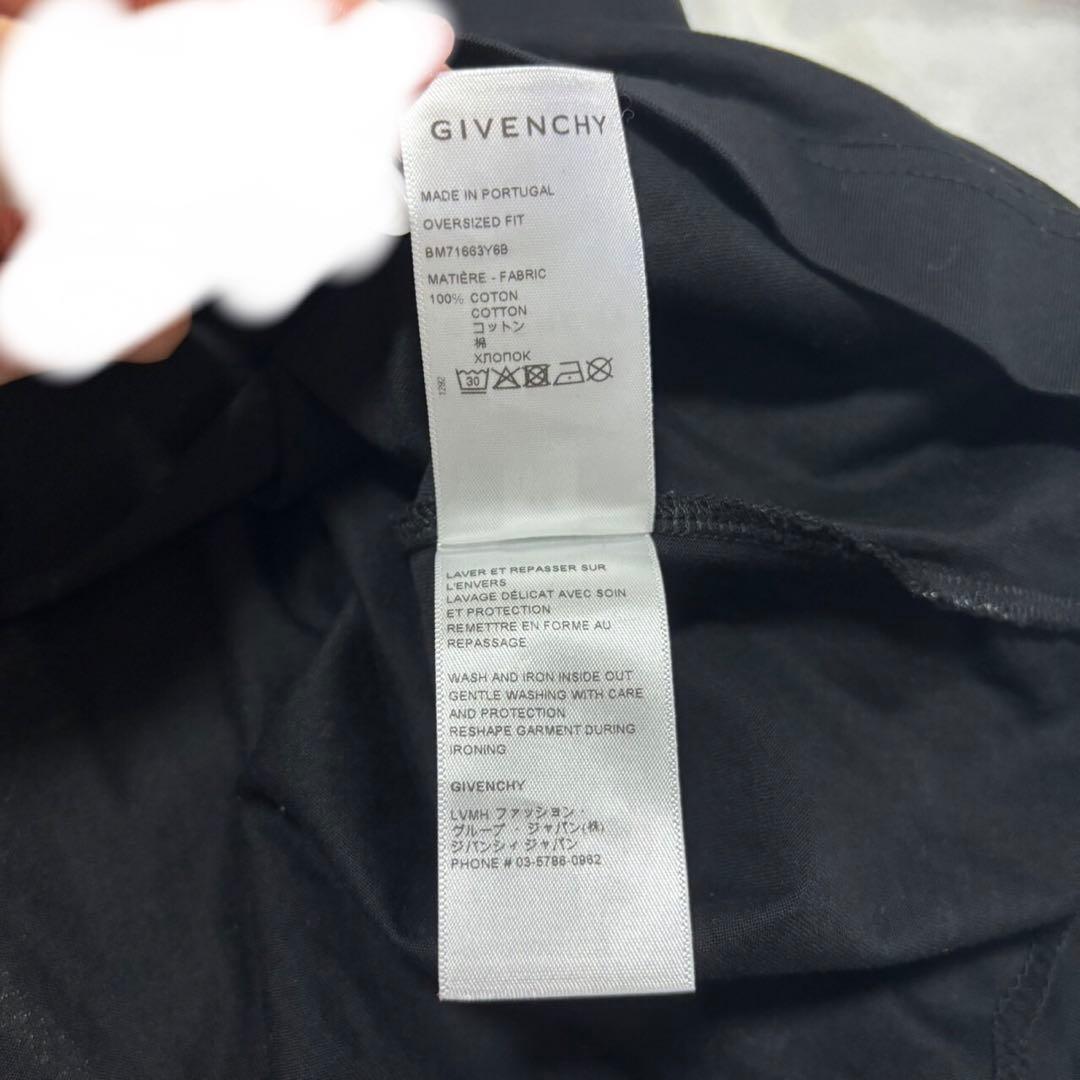 GIVENCHY
MADE IN PORTUGAL
OVERSIZED FIT
BM71663Y6B
MATIÈRE - FABRIC
100% COTON
COTTON
コットン
棉
ХЛОПОК
1292
30
LAVER ET REPASSER SUR
L'ENVERS
LAVAGE DÉLICAT AVEC SOIN
ET PROTECTION
REMETTRE EN FORME AU
REPASSAGE
WASH AND IRON INSIDE OUT
GENTLE WASHING WITH CARE
AND PROTECTION
RESHAPE GARMENT DURING
IRONING
GIVENCHY
LVMH ファッション・
グループ・ジャパン(株)
ジバンシィ ジャパン
PHONE # 03-5786-0962